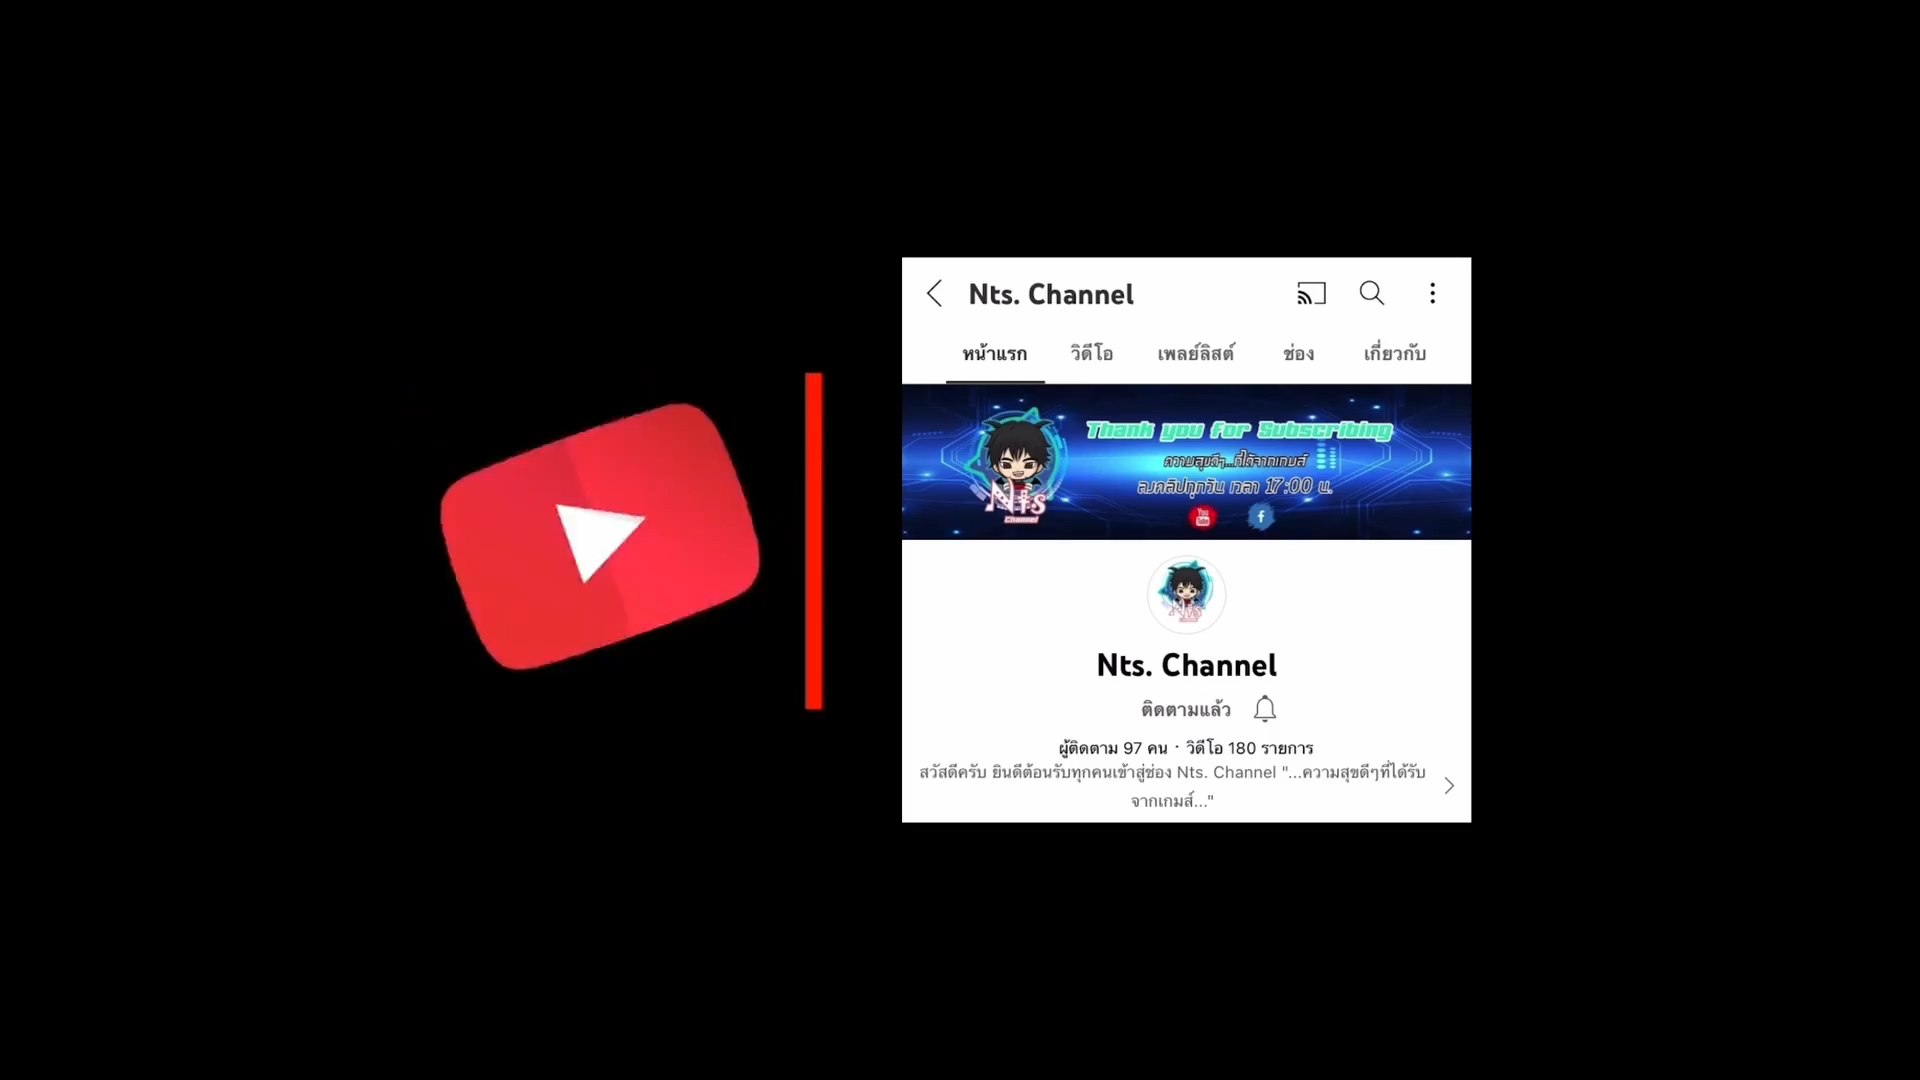 Nts. Channel
หน้าแรก วิดีโอ เพลย์ลิสต์ ช่อง เกี่ยวกับ
Thank you for Subscribing
ความสุขดีๆ...ที่ได้จากเกมส์
ลงคลิปทุกวัน เวลา 17:00 น.
Nts
Channel
You
Tube
Nts
Nts. Channel
ติดตามแล้ว
ผู้ติดตาม 97 คน · วิดีโอ 180 รายการ
สวัสดีครับ ยินดีต้อนรับทุกคนเข้าสู่ช่อง Nts. Channel "...ความสุขดีๆที่ได้รับ
จากเกมส์..."